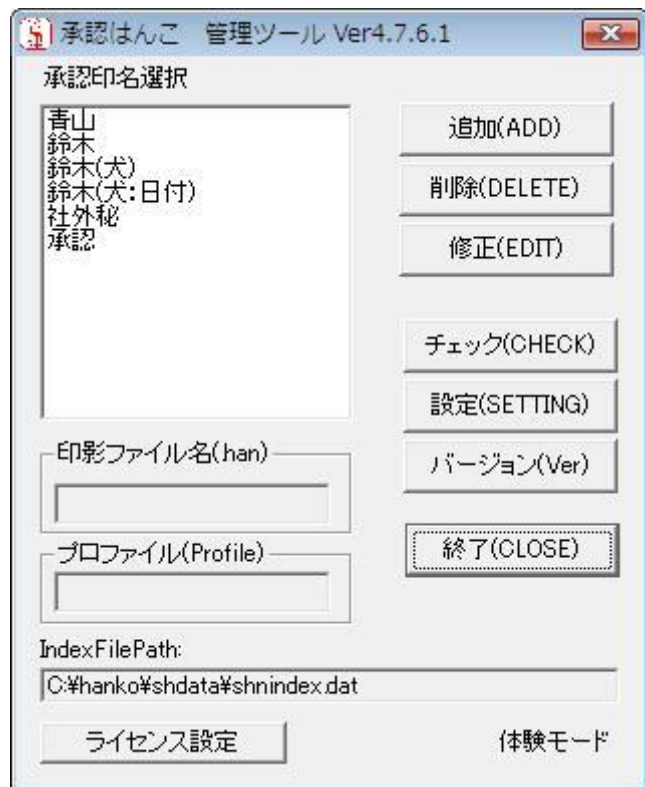 承認はんこ　管理ツール Ver4.7.6.1
承認印名選択
青山
鈴木
鈴木(犬)
鈴木(犬:日付)
社外秘
承認
追加(ADD)
削除(DELETE)
修正(EDIT)
チェック(CHECK)
設定(SETTING)
バージョン(Ver)
終了(CLOSE)
印影ファイル名(han)
プロファイル(Profile)
IndexFilePath:
C:¥hanko¥shdata¥shnindex.dat
ライセンス設定
体験モード